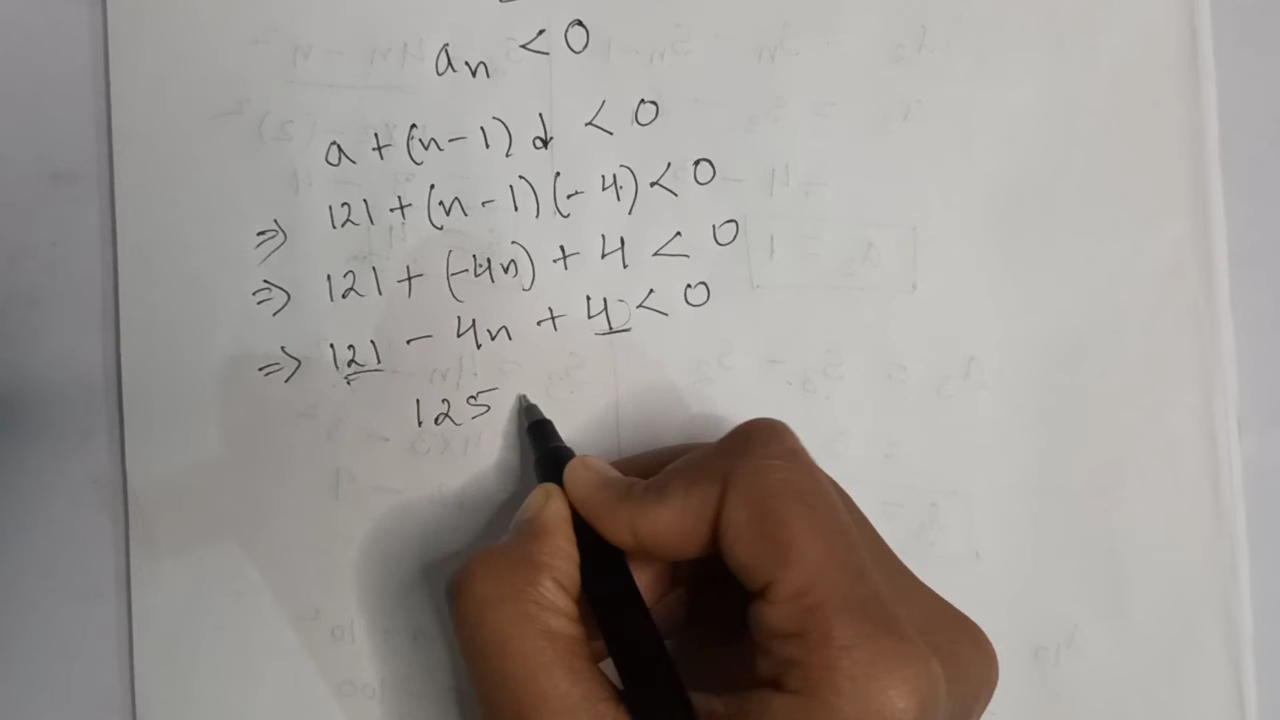 aₙ < 0
a + (n - 1) d < 0
⇒ 121 + (n - 1) (- 4) < 0
⇒ 121 + (-4n) + 4 < 0
⇒ 121 - 4n + 4 < 0
125